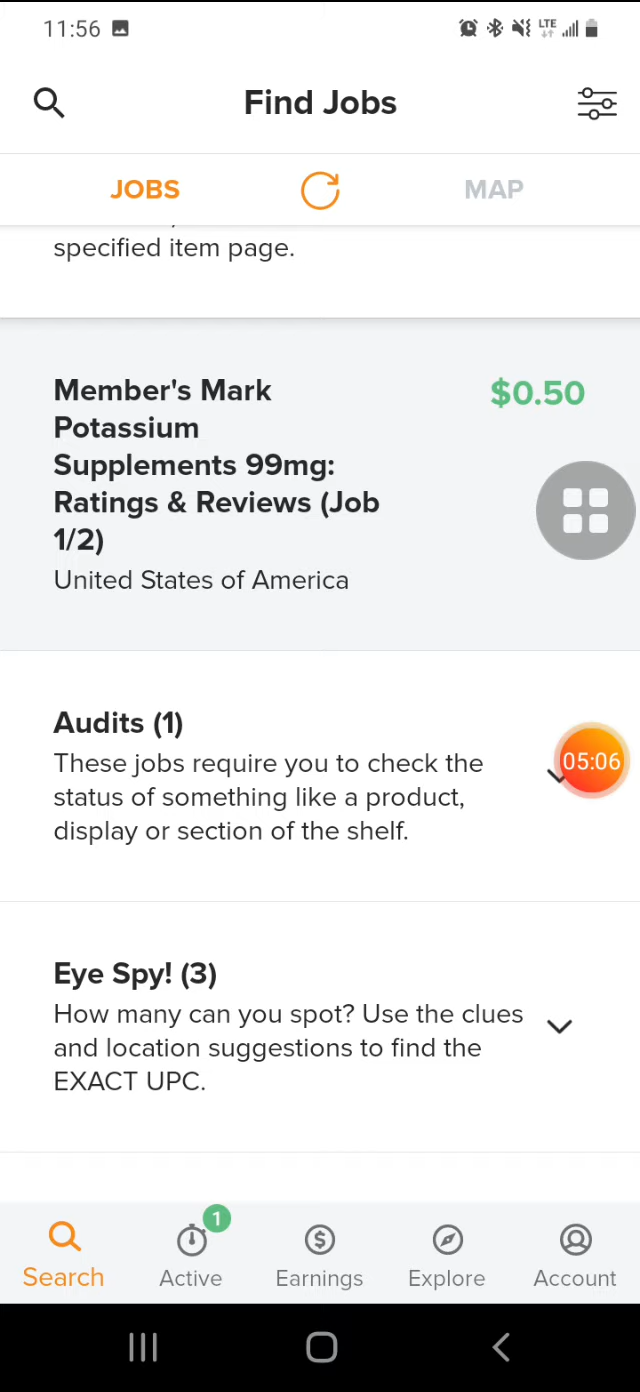 11:56
LTE
Find Jobs
JOBS
MAP
specified item page.
Member's Mark
$0.50
Potassium
Supplements 99mg:
Ratings & Reviews (Job
1/2)
United States of America
Audits (1)
These jobs require you to check the
05:06
status of something like a product,
display or section of the shelf.
Eye Spy! (3)
How many can you spot? Use the clues
and location suggestions to find the
EXACT UPC.
1
Search
Active
Earnings
Explore
Account